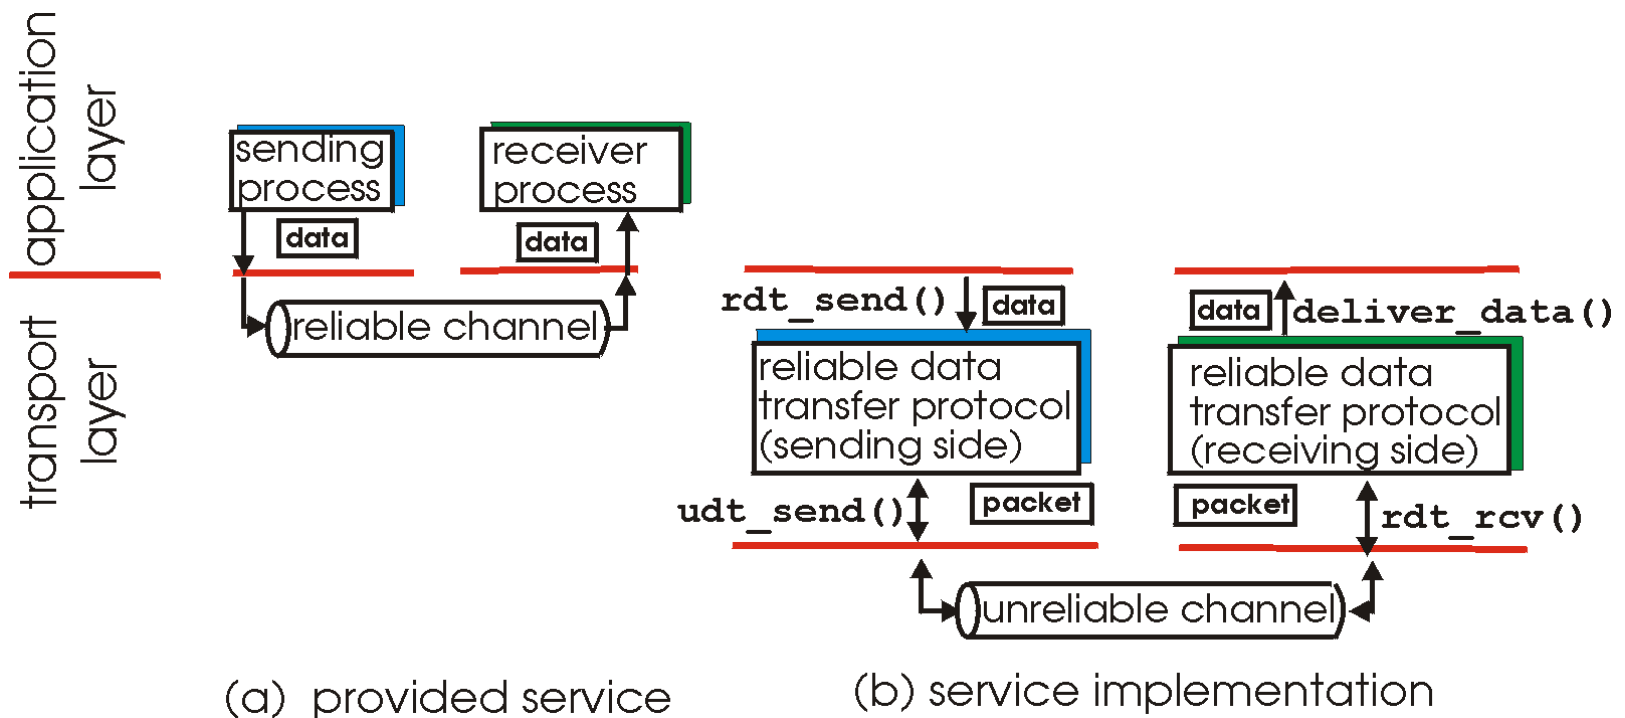 application
layer
transport
layer
sending
process
receiver
process
data
data
reliable channel
(a) provided service
rdt_send()
data
data
deliver_data()
reliable data
transfer protocol
(sending side)
reliable data
transfer protocol
(receiving side)
udt_send()
packet
packet
rdt_rcv()
unreliable channel
(b) service implementation